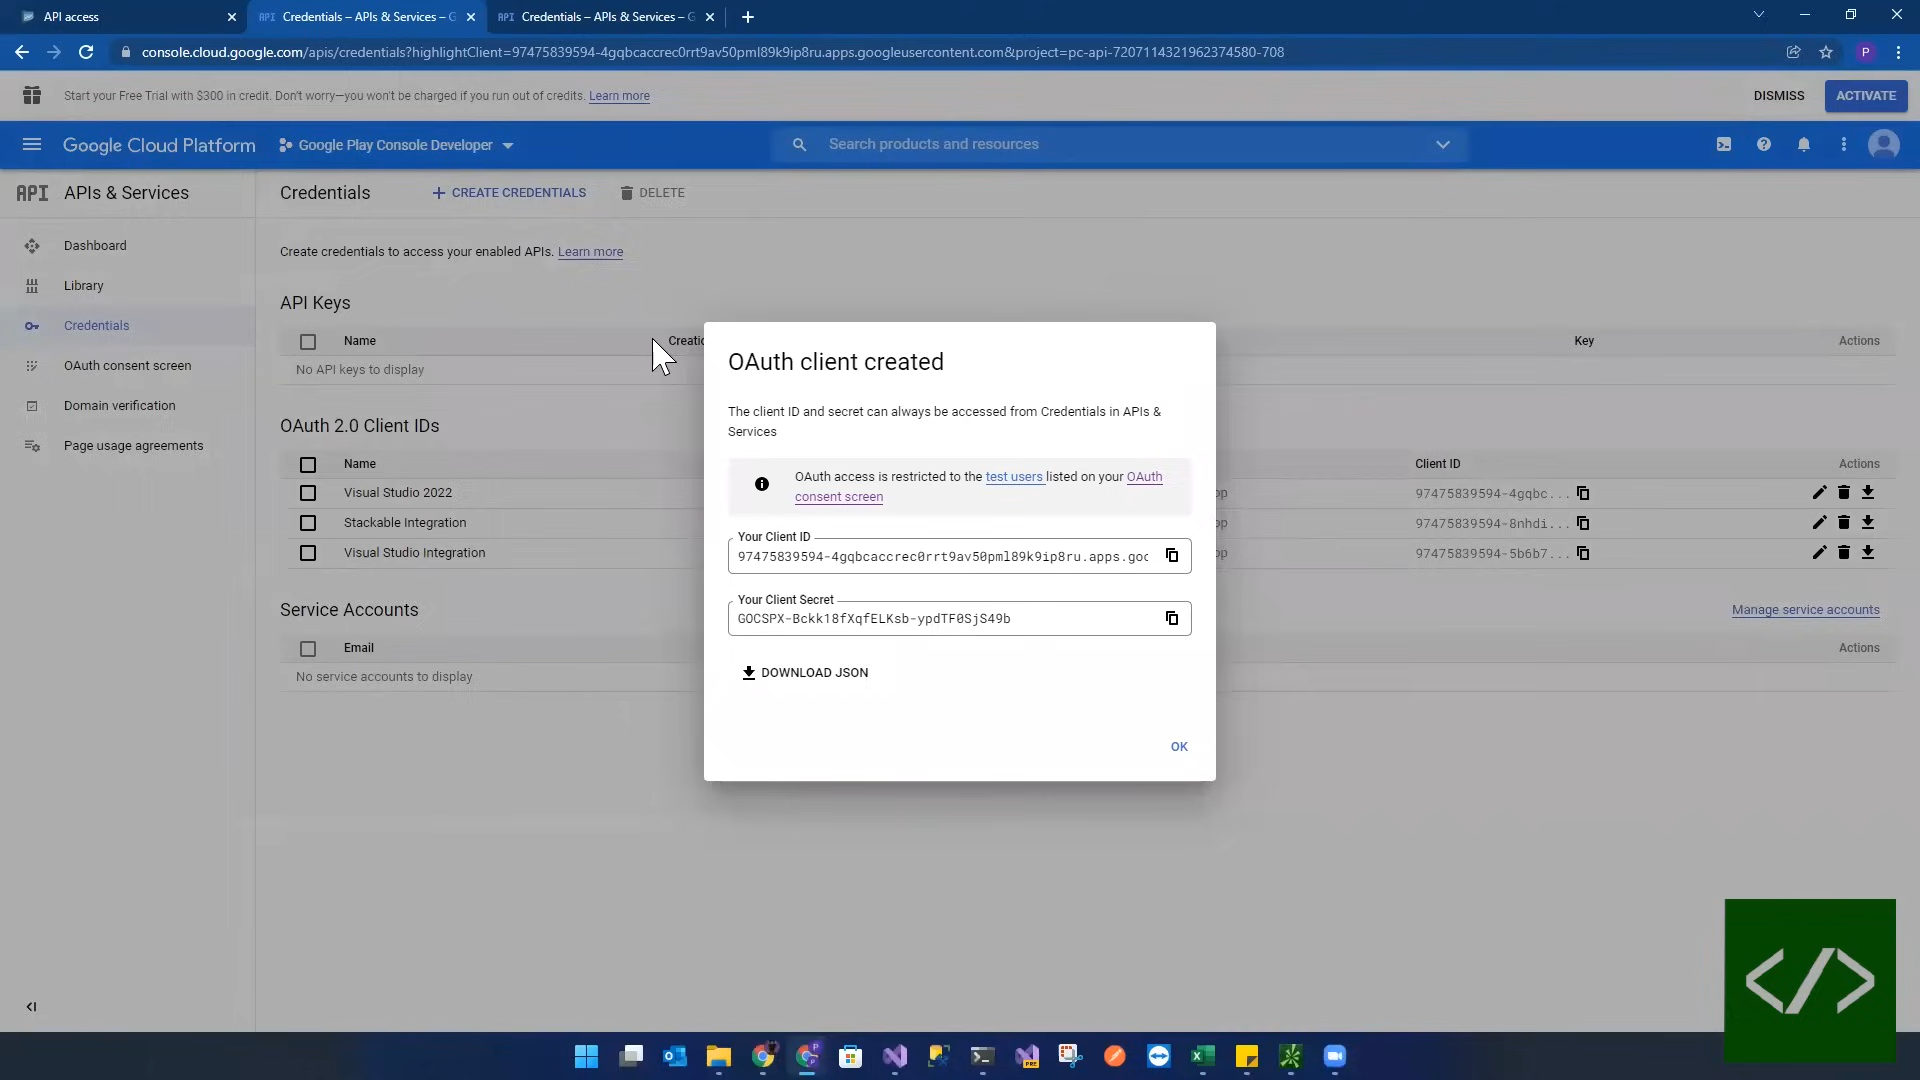 API access
Credentials – APIs & Services – G
Credentials – APIs & Services – G
console.cloud.google.com/apis/credentials?highlightClient=97475839594-4gqbcaccrec0rrt9av50pml89k9ip8ru.apps.googleusercontent.com&project=pc-api-7207114321962374580-708
P
Start your Free Trial with $300 in credit. Don't worry—you won't be charged if you run out of credits. Learn more
DISMISS
ACTIVATE
Google Cloud Platform
Google Play Console Developer
Search products and resources
API APIs & Services
Credentials
CREATE CREDENTIALS
DELETE
Dashboard
Library
Credentials
OAuth consent screen
Domain verification
Page usage agreements
Create credentials to access your enabled APIs. Learn more
API Keys
Name
Key
Actions
No API keys to display
OAuth 2.0 Client IDs
Name
Client ID
Actions
Visual Studio 2022
97475839594-4gqbc...
Stackable Integration
97475839594-8nhdi...
Visual Studio Integration
97475839594-5b6b7...
Service Accounts
Manage service accounts
Email
Actions
No service accounts to display
OAuth client created
The client ID and secret can always be accessed from Credentials in APIs &
Services
OAuth access is restricted to the test users listed on your OAuth
consent screen
Your Client ID
97475839594-4gqbcaccrec0rrt9av50pml89k9ip8ru.apps.goo
Your Client Secret
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
DOWNLOAD JSON
OK